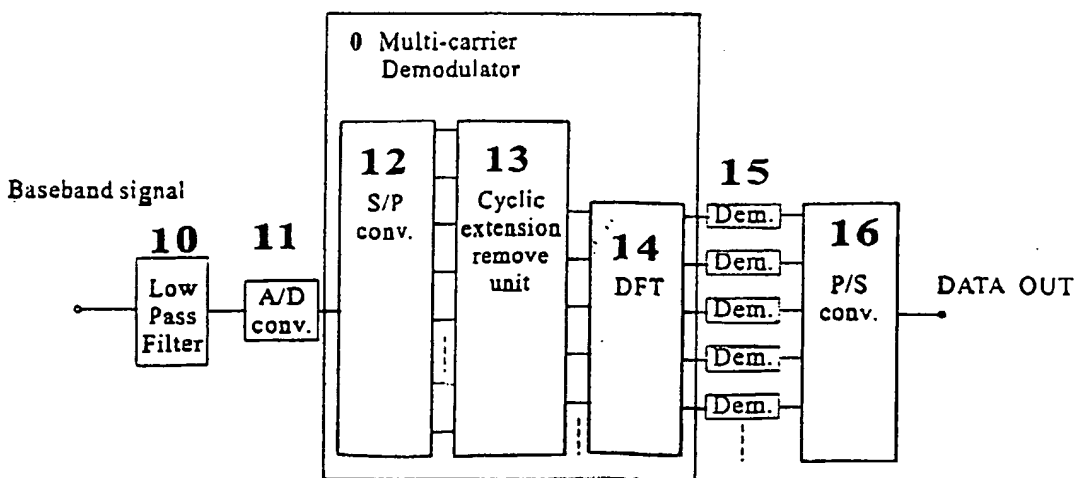 0 Multi-carrier
Demodulator
Baseband signal
10
Low
Pass
Filter
11
A/D
conv.
12
S/P
conv.
13
Cyclic
extension
remove
unit
14
DFT
15
Dem.
Dem.
Dem.
Dem.
Dem.
16
P/S
conv.
DATA OUT